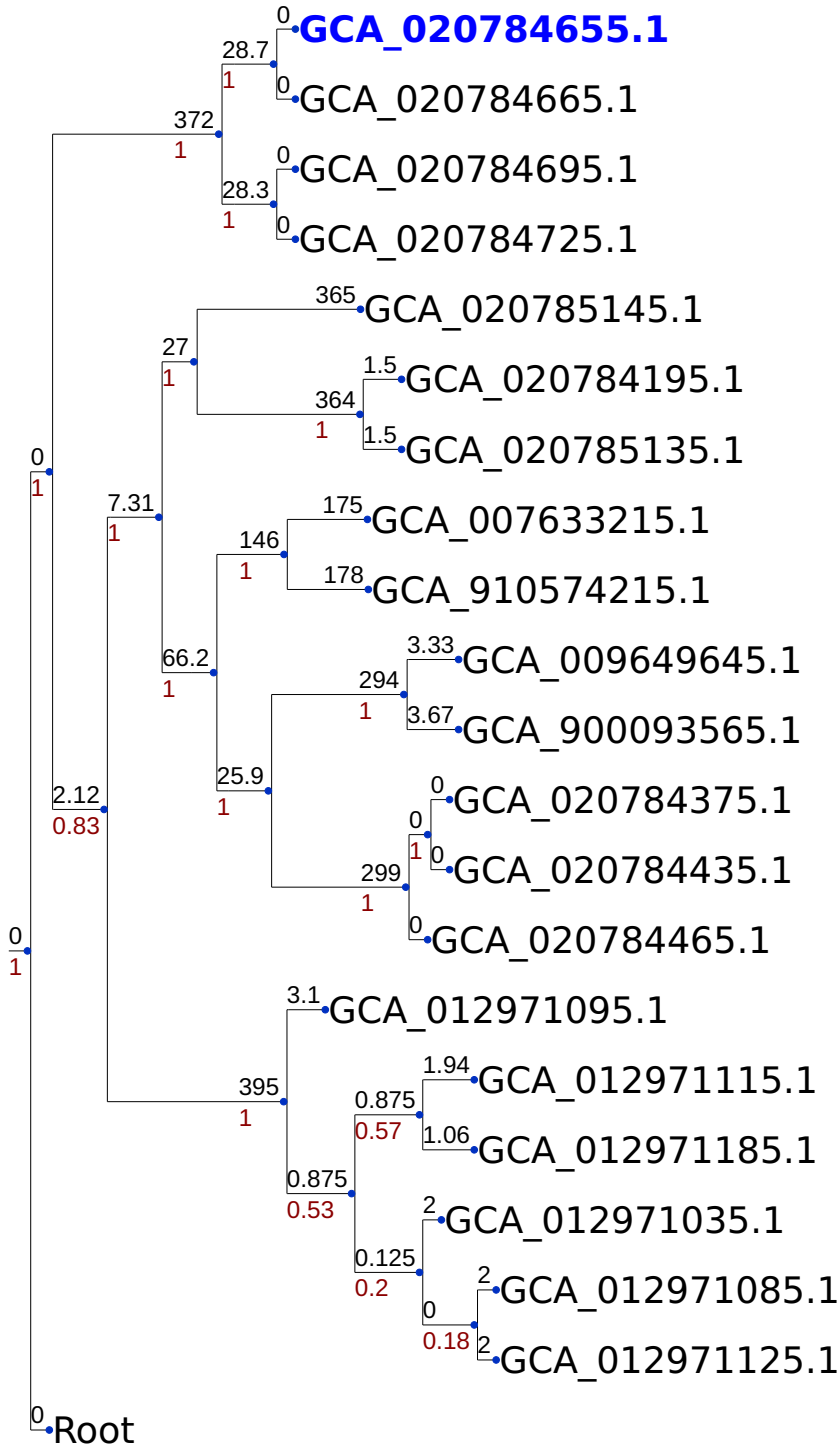 0
GCA_020784655.1
28.7
1
0
GCA_020784665.1
372
1
0
GCA_020784695.1
28.3
1
0
GCA_020784725.1
365
GCA_020785145.1
27
1
1.5
GCA_020784195.1
364
1
1.5
GCA_020785135.1
0
1
7.31
1
175
GCA_007633215.1
146
1
178
GCA_910574215.1
66.2
1
3.33
GCA_009649645.1
294
1
3.67
GCA_900093565.1
25.9
1
2.12
0.83
0
GCA_020784375.1
0
1
0
GCA_020784435.1
299
1
0
GCA_020784465.1
0
1
3.1
GCA_012971095.1
395
1
1.94
GCA_012971115.1
0.875
0.57
1.06
GCA_012971185.1
0.875
0.53
2
GCA_012971035.1
0.125
0.2
2
GCA_012971085.1
0
0.18
2
GCA_012971125.1
0
Root